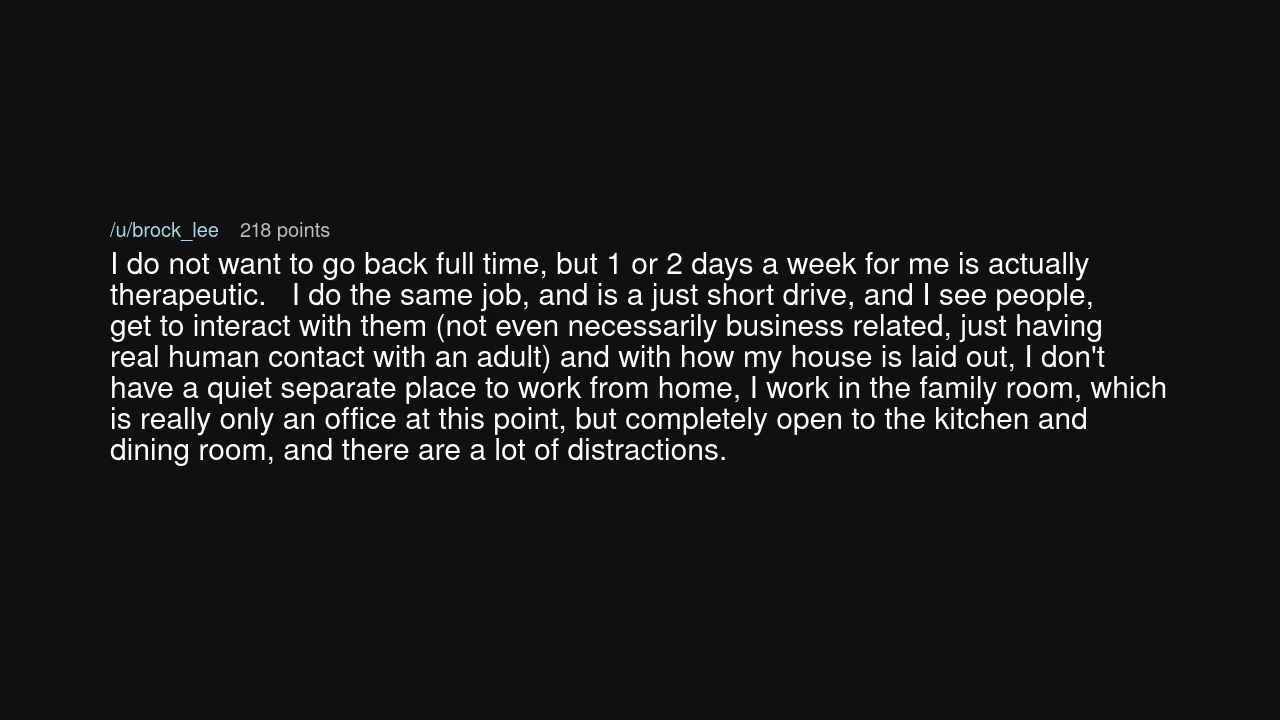 /u/brock_lee 218 points
I do not want to go back full time, but 1 or 2 days a week for me is actually
therapeutic.   I do the same job, and is a just short drive, and I see people,
get to interact with them (not even necessarily business related, just having
real human contact with an adult) and with how my house is laid out, I don't
have a quiet separate place to work from home, I work in the family room, which
is really only an office at this point, but completely open to the kitchen and
dining room, and there are a lot of distractions.